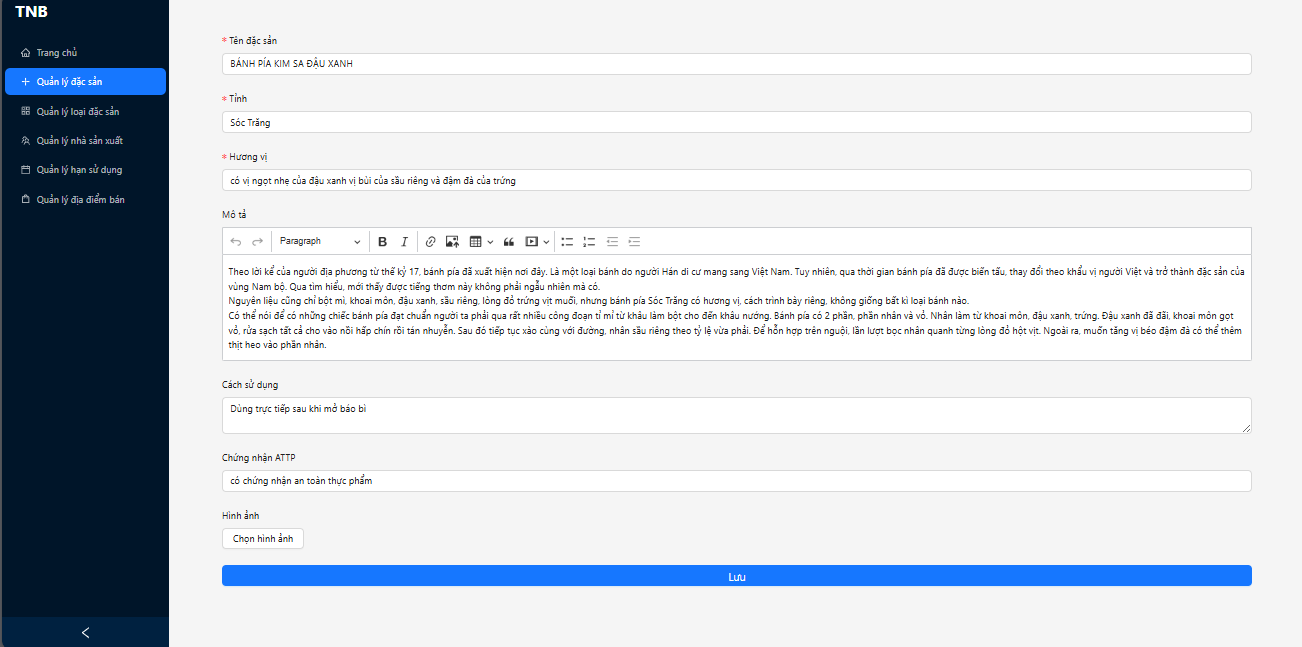 TNB
Trang chủ
Quản lý đặc sản
Quản lý loại đặc sản
Quản lý nhà sản xuất
Quản lý hạn sử dụng
Quản lý địa điểm bán
* Tên đặc sản
BÁNH PÍA KIM SA ĐẬU XANH
* Tỉnh
Sóc Trăng
* Hương vị
có vị ngọt nhẹ của đậu xanh vị bùi của sầu riêng và đậm đà của trứng
Mô tả
Paragraph
Theo lời kể của người địa phương từ thế kỷ 17, bánh pía đã xuất hiện nơi đây. Là một loại bánh do người Hán di cư mang sang Việt Nam. Tuy nhiên, qua thời gian bánh pía đã được biến tấu, thay đổi theo khẩu vị người Việt và trở thành đặc sản của
vùng Nam bộ. Qua tìm hiểu, mới thấy được tiếng thơm này không phải ngẫu nhiên mà có.
Nguyên liệu cũng chỉ bột mì, khoai môn, đậu xanh, sầu riêng, lòng đỏ trứng vịt muối, nhưng bánh pía Sóc Trăng có hương vị, cách trình bày riêng, không giống bất kì loại bánh nào.
Có thể nói để có những chiếc bánh pía đạt chuẩn người ta phải qua rất nhiều công đoạn tỉ mỉ từ khâu làm bột cho đến khâu nướng. Bánh pía có 2 phần, phần nhân và vỏ. Nhân làm từ khoai môn, đậu xanh, trứng. Đậu xanh đã đãi, khoai môn gọt
vỏ, rửa sạch tất cả cho vào nồi hấp chín rồi tán nhuyễn. Sau đó tiếp tục xào cùng với đường, nhân sầu riêng theo tỷ lệ vừa phải. Để hỗn hợp trên nguội, lần lượt bọc nhân quanh từng lòng đỏ hột vịt. Ngoài ra, muốn tăng vị béo đậm đà có thể thêm
thịt heo vào phần nhân.
Cách sử dụng
Dùng trực tiếp sau khi mở bao bì
Chứng nhận ATTP
có chứng nhận an toàn thực phẩm
Hình ảnh
Chọn hình ảnh
Lưu